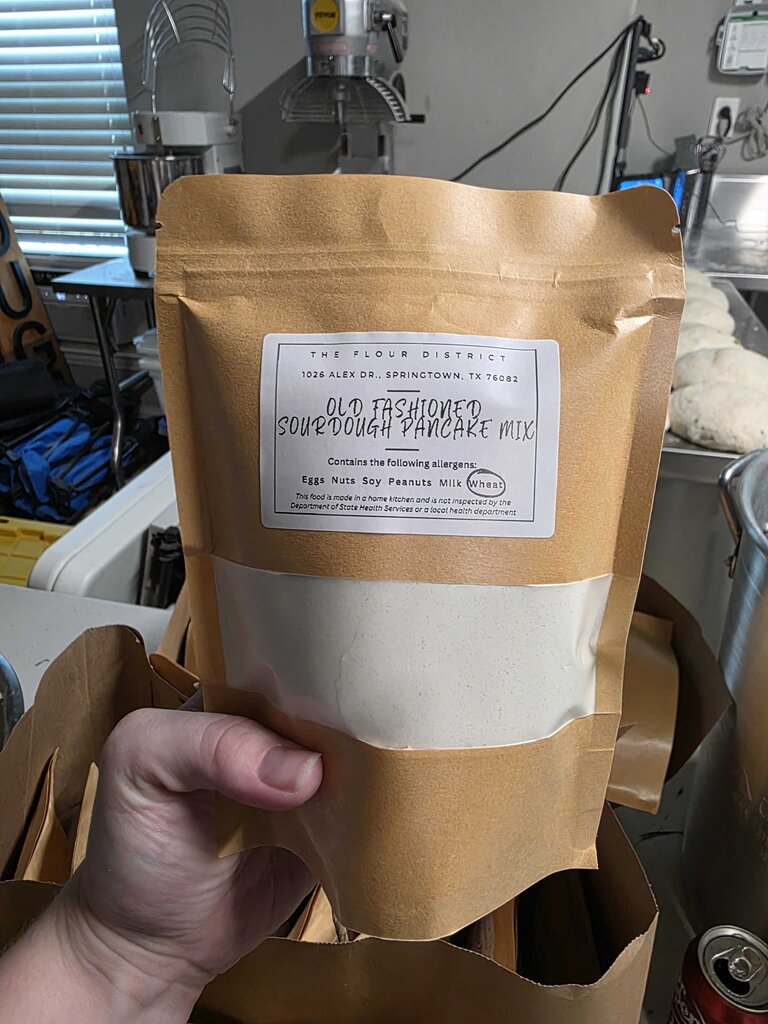 THE FLOUR DISTRICT
1026 ALEX DR., SPRINGTOWN, TX 76082
OLD FASHIONED
SOURDOUGH PANCAKE MIX
Contains the following allergens:
Eggs Nuts Soy Peanuts Milk Wheat
This food is made in a home kitchen and is not inspected by the
Department of State Health Services or a local health department